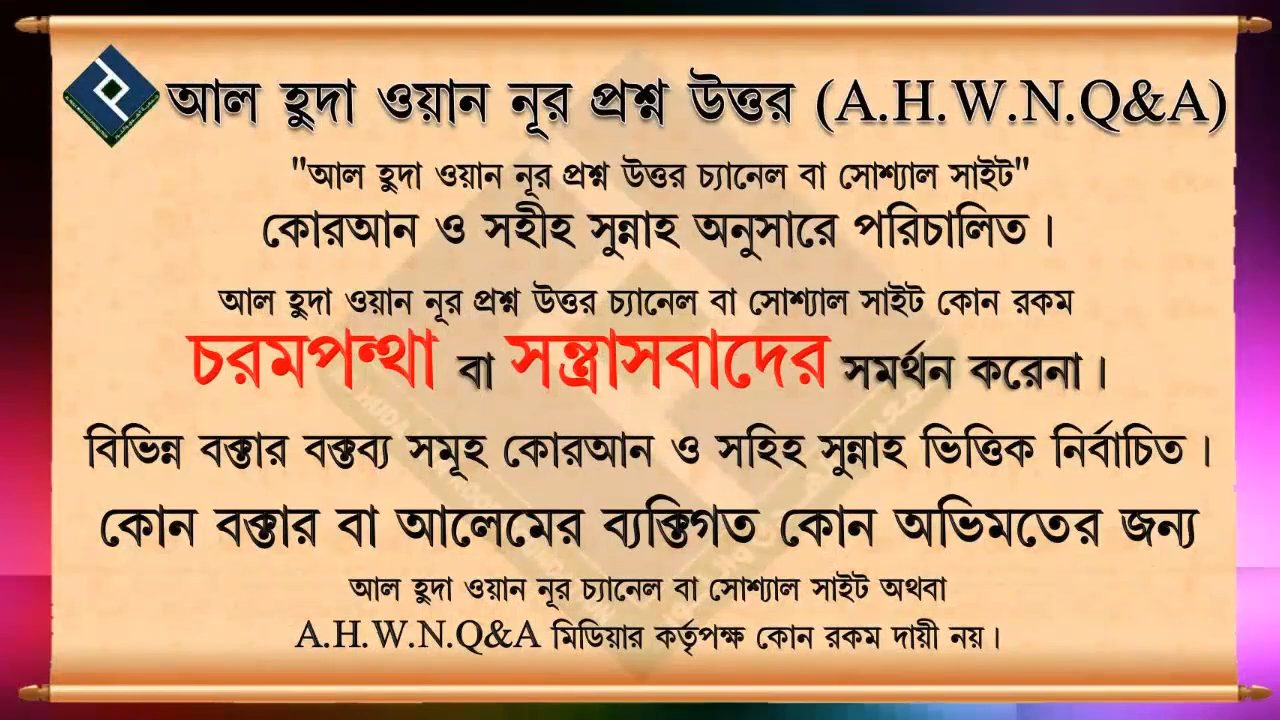 আল হুদা ওয়ান নূর প্রশ্ন উত্তর (A.H.W.N.Q&A)
"আল হুদা ওয়ান নূর প্রশ্ন উত্তর চ্যানেল বা সোশ্যাল সাইট"
কোরআন ও সহীহ সুন্নাহ অনুসারে পরিচালিত।
আল হুদা ওয়ান নূর প্রশ্ন উত্তর চ্যানেল বা সোশ্যাল সাইট কোন রকম
চরমপন্থা বা সন্ত্রাসবাদের সমর্থন করেনা।
বিভিন্ন বক্তার বক্তব্য সমূহ কোরআন ও সহিহ সুন্নাহ ভিত্তিক নির্বাচিত।
কোন বক্তার বা আলেমের ব্যক্তিগত কোন অভিমতের জন্য
আল হুদা ওয়ান নূর চ্যানেল বা সোশ্যাল সাইট অথবা
A.H.W.N.Q&A মিডিয়ার কর্তৃপক্ষ কোন রকম দায়ী নয়।